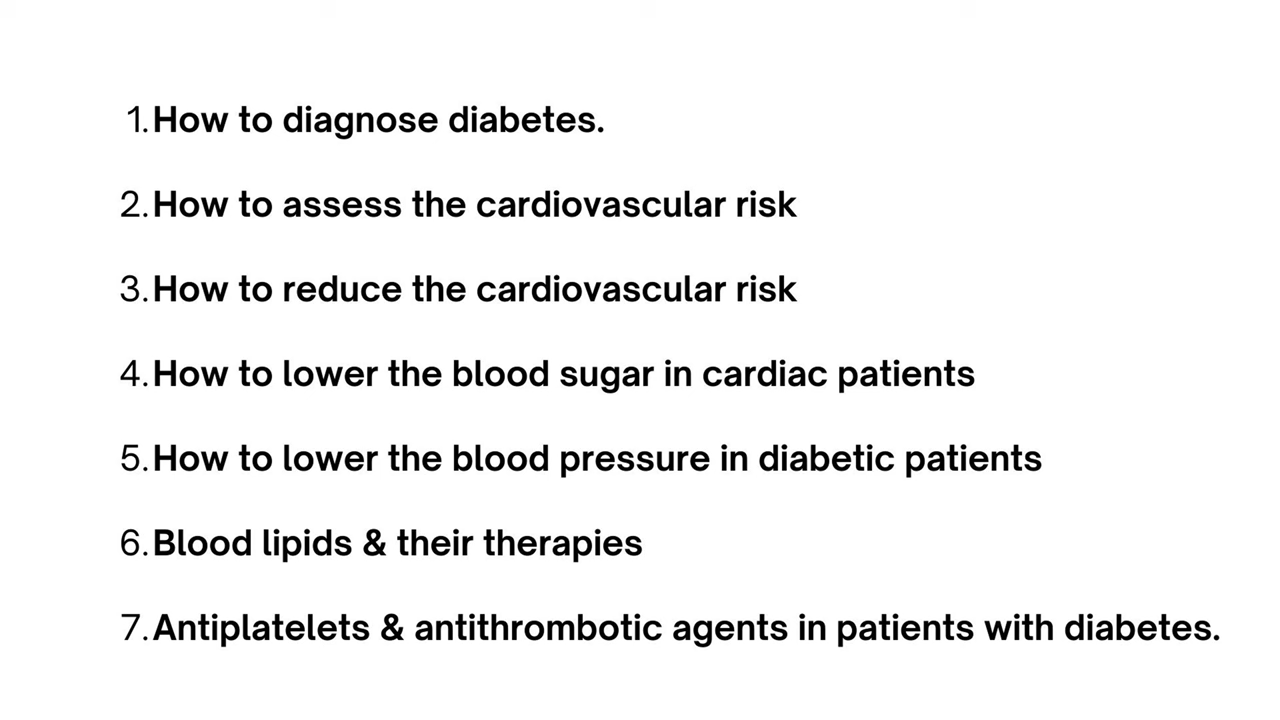 1. How to diagnose diabetes.
2. How to assess the cardiovascular risk
3. How to reduce the cardiovascular risk
4. How to lower the blood sugar in cardiac patients
5. How to lower the blood pressure in diabetic patients
6. Blood lipids & their therapies
7. Antiplatelets & antithrombotic agents in patients with diabetes.